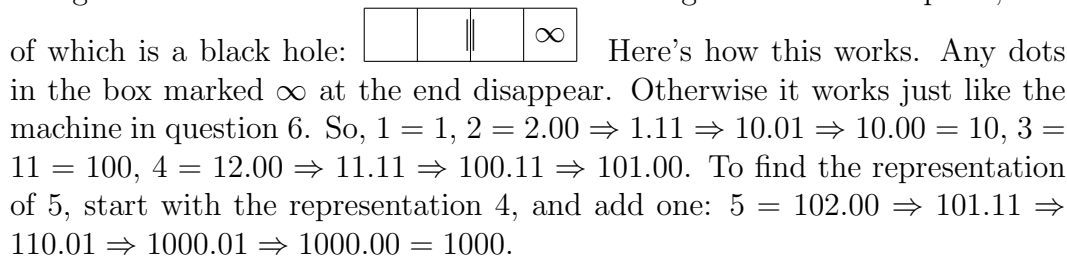 of which is a black hole: ∞ Here's how this works. Any dots
in the box marked ∞ at the end disappear. Otherwise it works just like the
machine in question 6. So, 1 = 1, 2 = 2.00 ⇒ 1.11 ⇒ 10.01 ⇒ 10.00 = 10, 3 =
11 = 100, 4 = 12.00 ⇒ 11.11 ⇒ 100.11 ⇒ 101.00. To find the representation
of 5, start with the representation 4, and add one: 5 = 102.00 ⇒ 101.11 ⇒
110.01 ⇒ 1000.01 ⇒ 1000.00 = 1000.